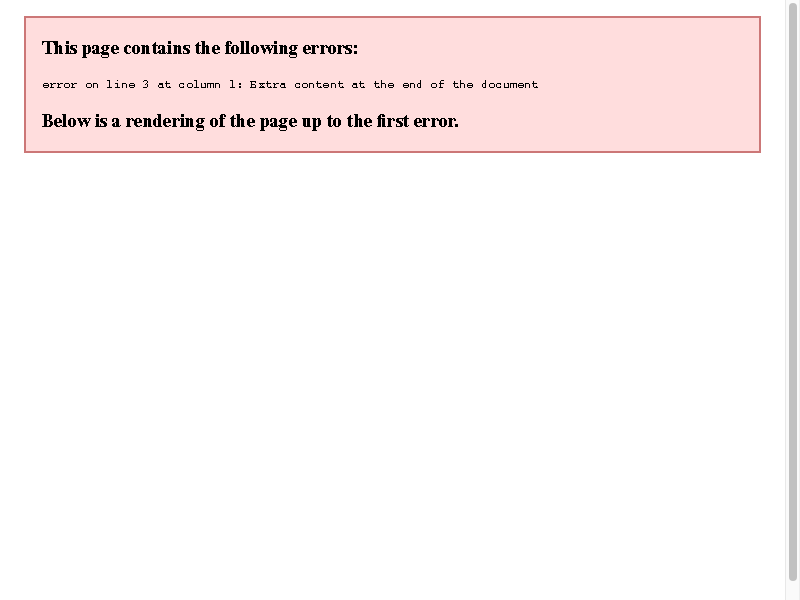 This page contains the following errors:
error on line 3 at column 1: Extra content at the end of the document
Below is a rendering of the page up to the first error.